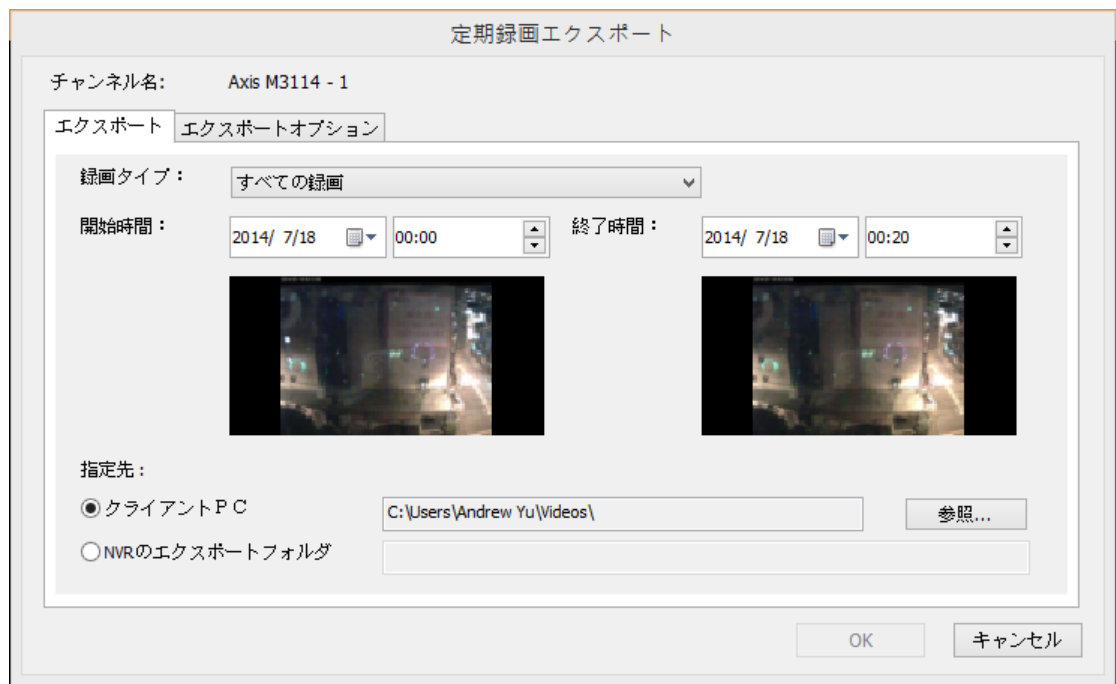 定期録画エクスポート
チャンネル名: Axis M3114 - 1
エクスポート エクスポートオプション
録画タイプ： すべての録画
開始時間： 2014/ 7/18 00:00 終了時間： 2014/ 7/18 00:20
指定先：
クライアントＰＣ C:\Users\Andrew Yu\Videos\ 参照...
NVRのエクスポートフォルダ
OK キャンセル